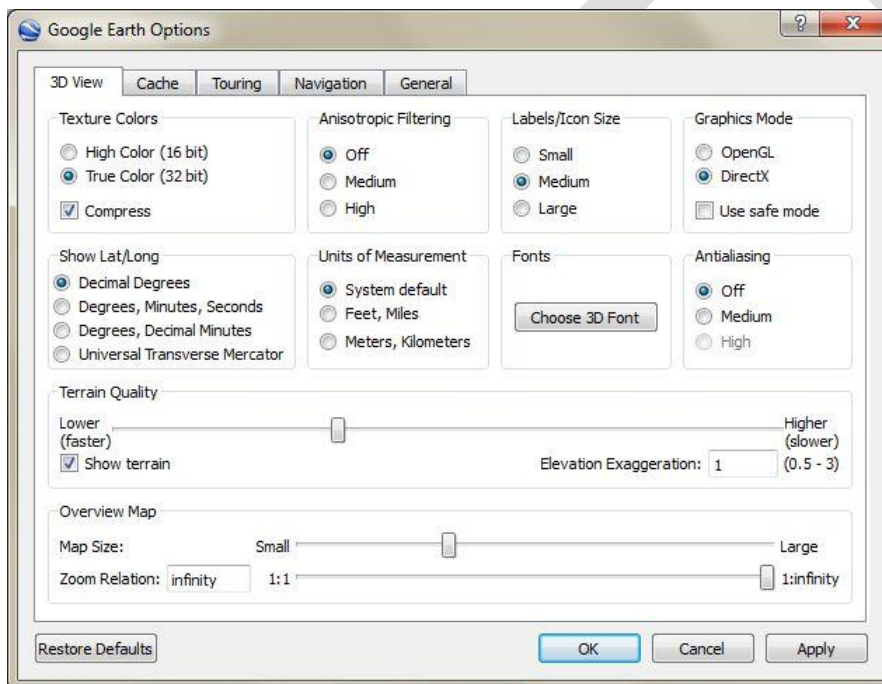 Google Earth Options
3D View Cache Touring Navigation General
Texture Colors
High Color (16 bit)
True Color (32 bit)
Compress
Anisotropic Filtering
Off
Medium
High
Labels/Icon Size
Small
Medium
Large
Graphics Mode
OpenGL
DirectX
Use safe mode
Show Lat/Long
Decimal Degrees
Degrees, Minutes, Seconds
Degrees, Decimal Minutes
Universal Transverse Mercator
Units of Measurement
System default
Feet, Miles
Meters, Kilometers
Fonts
Choose 3D Font
Antialiasing
Off
Medium
High
Terrain Quality
Lower
(faster)
Higher
(slower)
Show terrain
Elevation Exaggeration: 1 (0.5 - 3)
Overview Map
Map Size: Small Large
Zoom Relation: infinity 1:1 1:infinity
Restore Defaults OK Cancel Apply